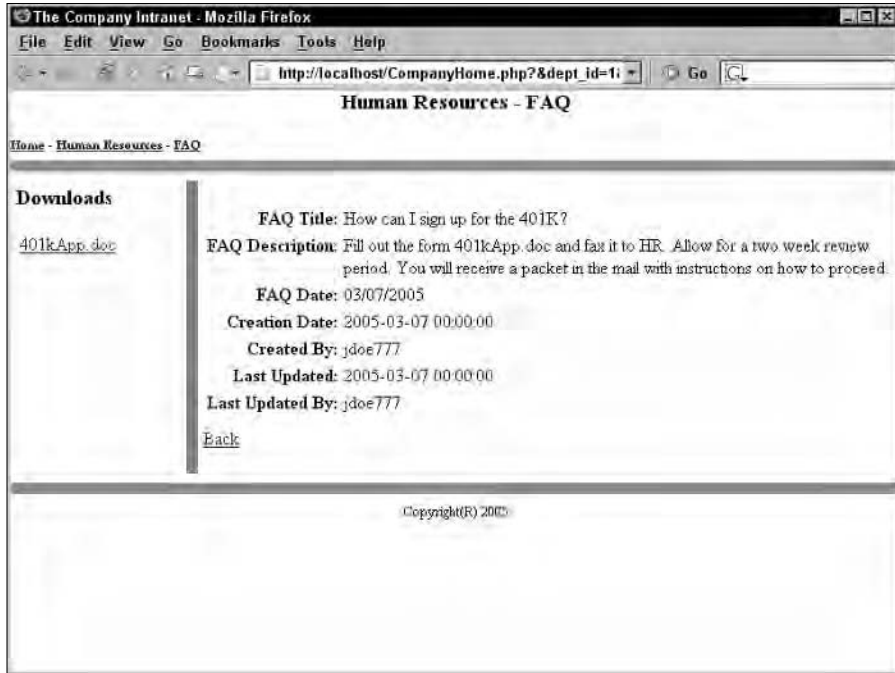 The Company Intranet - Mozilla Firefox
File Edit View Go Bookmarks Tools Help
http://localhost/CompanyHome.php?&dept_id=1 Go
Human Resources - FAQ
Home - Human Resources - FAQ
Downloads
401kApp.doc
FAQ Title: How can I sign up for the 401K?
FAQ Description: Fill out the form 401kApp.doc and fax it to HR. Allow for a two week review
period. You will receive a packet in the mail with instructions on how to proceed.
FAQ Date: 03/07/2005
Creation Date: 2005-03-07 00:00:00
Created By: jdoe777
Last Updated: 2005-03-07 00:00:00
Last Updated By: jdoe777
Back
Copyright(R) 2005